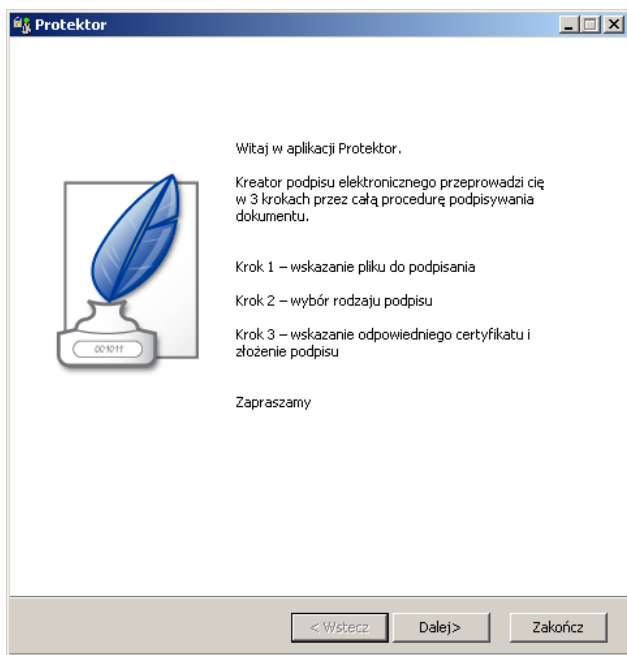 Protektor
Witaj w aplikacji Protektor.
Kreator podpisu elektronicznego przeprowadzi cię
w 3 krokach przez całą procedurę podpisywania
dokumentu.
Krok 1 – wskazanie pliku do podpisania
Krok 2 – wybór rodzaju podpisu
Krok 3 – wskazanie odpowiedniego certyfikatu i
złożenie podpisu
001011
Zapraszamy
< Wstecz Dalej> Zakończ